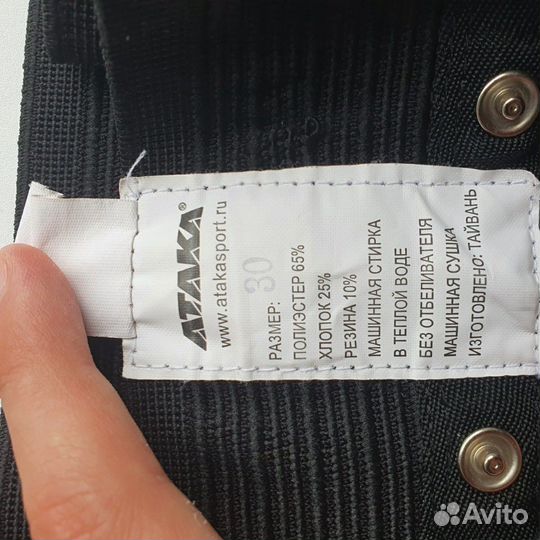 ATAKA®
www.atakasport.ru
РАЗМЕР: 30
ПОЛИЭСТЕР 65%
ХЛОПОК 25%
РЕЗИНА 10%
МАШИННАЯ СТИРКА
В ТЕПЛОЙ ВОДЕ
БЕЗ ОТБЕЛИВАТЕЛЯ
МАШИННАЯ СУШКА
ИЗГОТОВЛЕНО: ТАЙВАНЬ
Avito